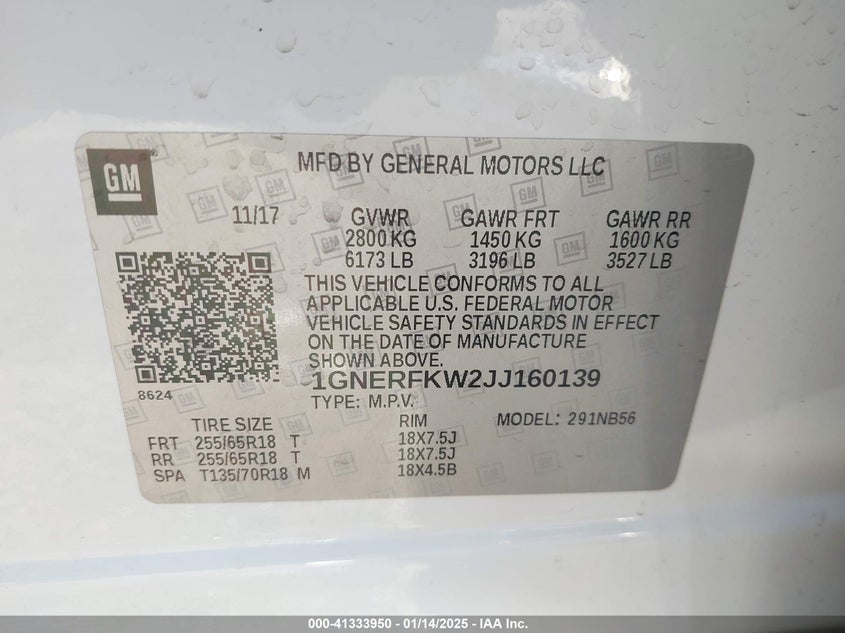 GM
MFD BY GENERAL MOTORS LLC
11/17 GVWR GAWR FRT GAWR RR
2800 KG 1450 KG 1600 KG
6173 LB 3196 LB 3527 LB
THIS VEHICLE CONFORMS TO ALL
APPLICABLE U.S. FEDERAL MOTOR
VEHICLE SAFETY STANDARDS IN EFFECT
ON THE DATE OF MANUFACTURE
SHOWN ABOVE.
1GNERFKW2JJ160139
8624
TYPE: M.P.V.
TIRE SIZE RIM MODEL: 291NB56
FRT 255/65R18 T 18X7.5J
RR 255/65R18 T 18X7.5J
SPA T135/70R18 M 18X4.5B
000-41333950 - 01/14/2025 - IAA Inc.